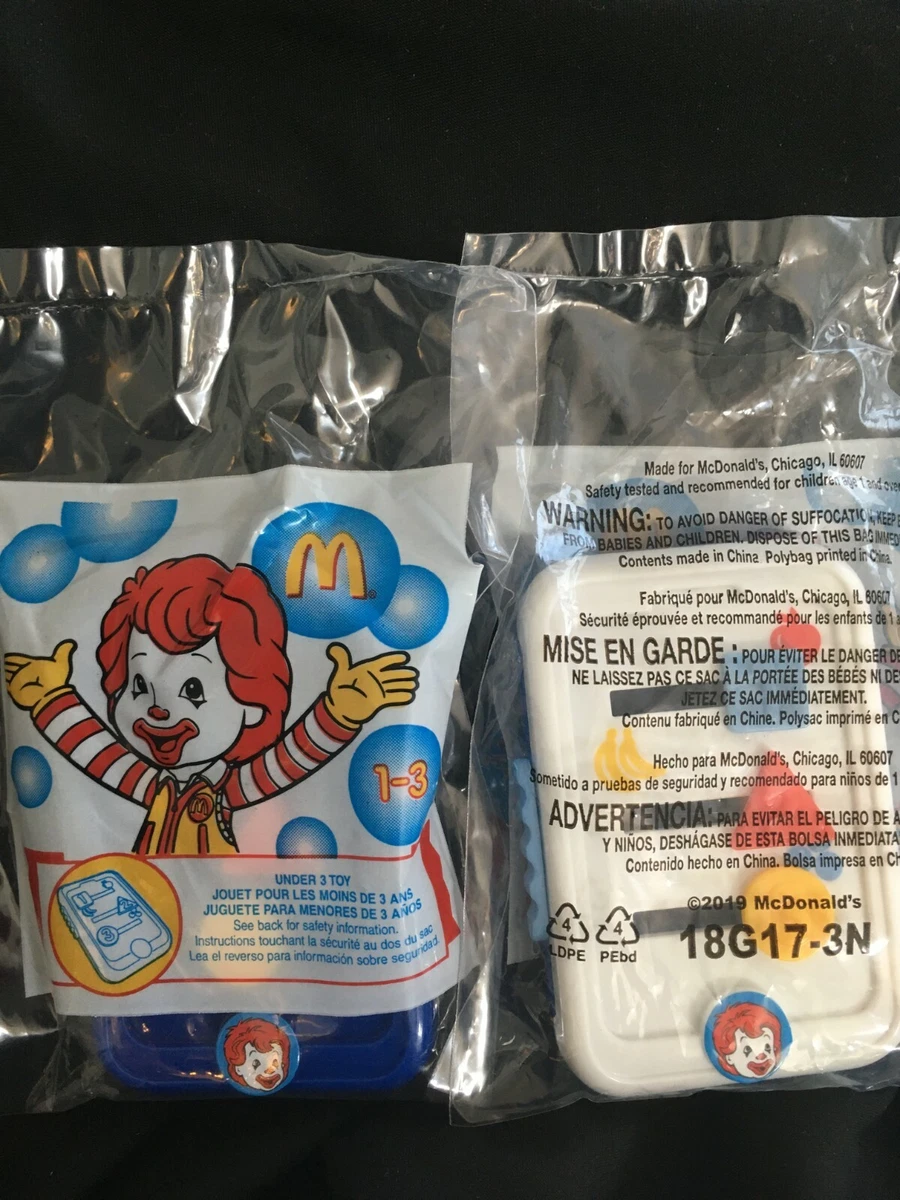 M
1-3
UNDER 3 TOY
JOUET POUR LES MOINS DE 3 ANS
JUGUETE PARA MENORES DE 3 AÑOS
See back for safety information.
Instructions touchant la sécurité au dos du sac
Lea el reverso para información sobre seguridad.
3
Made for McDonald's, Chicago, IL 60607
Safety tested and recommended for children age 1 and over
WARNING: TO AVOID DANGER OF SUFFOCATIO KEEP
FROM BABIES AND CHILDREN. DISPOSE OF THIS BAG IMMED
Contents made in China Polybag printed in China.
Fabriqué pour McDonald's, Chicago, IL 60607
Sécurité éprouvée et recommandé pour les enfants de 1 a
MISE EN GARDE : POUR ÉVITER LE DANGER DE
NE LAISSEZ PAS CE SAC À LA PORTÉE DES BÉBÉS NI DE
JETEZ CE SAC IMMÉDIATEMENT.
Contenu fabriqué en Chine. Polysac imprimé en C
Hecho para McDonald's, Chicago, IL 60607
Sometido a pruebas de seguridad y recomendado para niños de 1
ADVERTENCIA: PARA EVITAR EL PELIGRO DE A
Y NIÑOS, DESHÁGASE DE ESTA BOLSA INMEDIATA
Contenido hecho en China. Bolsa impresa en Ch
©2019 McDonald's
18G17-3N
4 4
LDPE PEbd